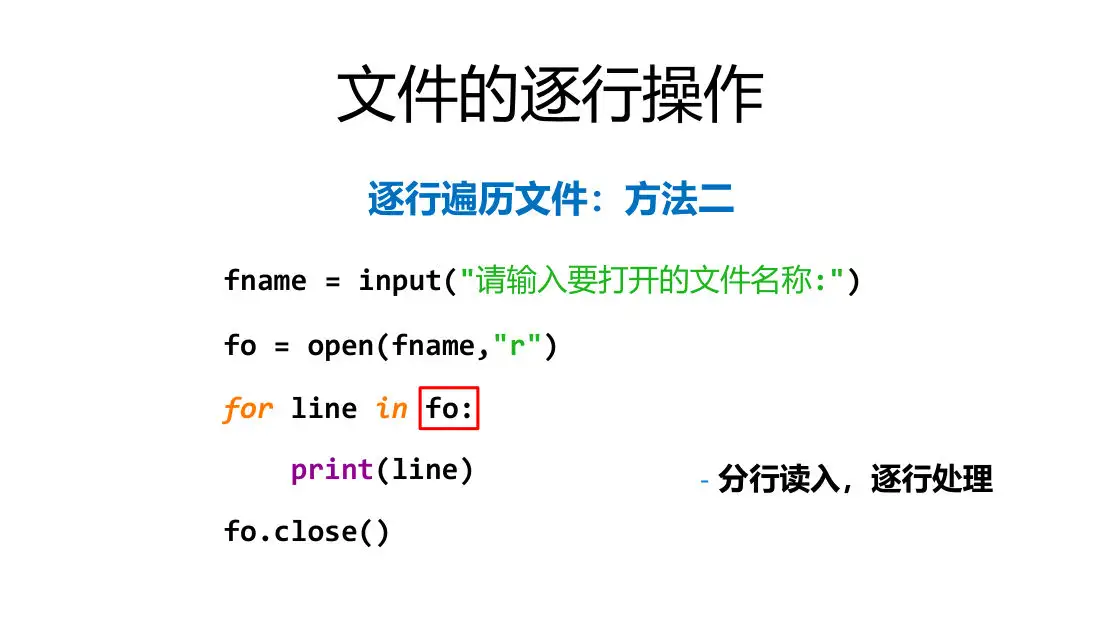 文件的逐行操作
逐行遍历文件：方法二
fname = input("请输入要打开的文件名称:")
fo = open(fname,"r")
for line in fo:
    print(line)
- 分行读入，逐行处理
fo.close()